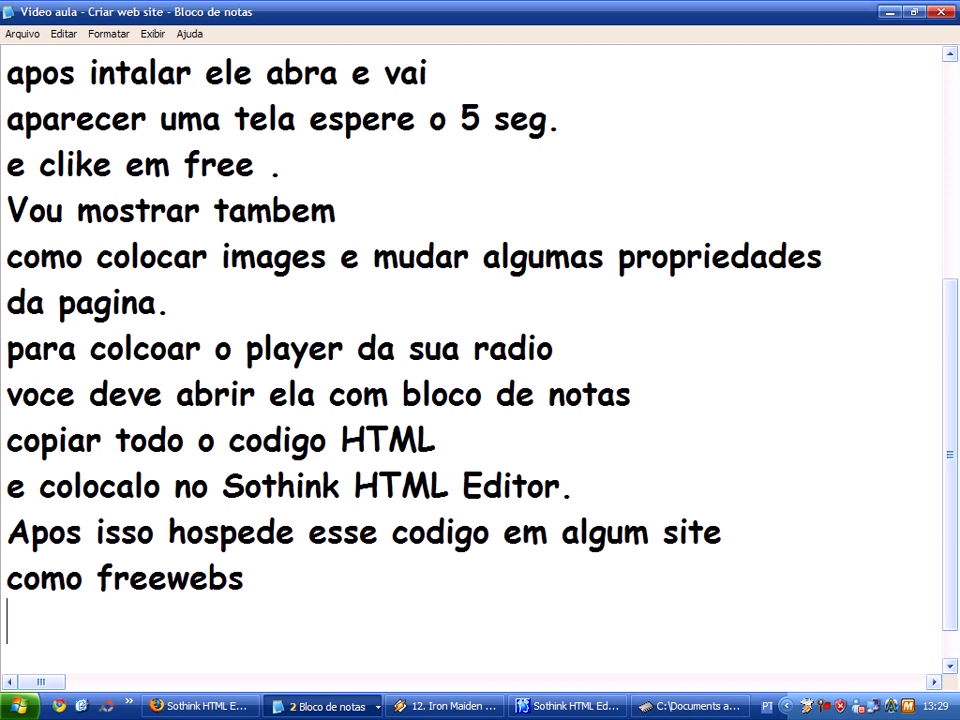 Vídeo aula - Criar web site - Bloco de notas
Arquivo Editar Formatar Exibir Ajuda
apos intalar ele abra e vai
aparecer uma tela espere o 5 seg.
e clike em free .
Vou mostrar tambem
como colocar images e mudar algumas propriedades
da pagina.
para colcoar o player da sua radio
voce deve abrir ela com bloco de notas
copiar todo o codigo HTML
e colocalo no Sothink HTML Editor.
Apos isso hospede esse codigo em algum site
como freewebs
Sothink HTML E... 2 Bloco de notas 12. Iron Maiden ... Sothink HTML Ed... C:\Documents a... PT 13:29